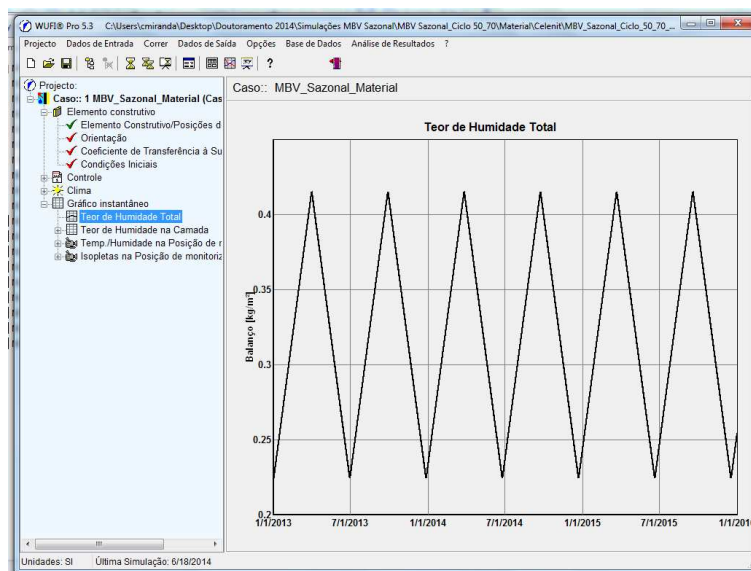 WUFI® Pro 5.3 C:\Users\cmiranda\Desktop\Doutoramento 2014\Simulações MBV Sazonal\MBV Sazonal_Ciclo 50_70\Material\Celenit\MBV_Sazonal_Ciclo_50_70_...
Projecto Dados de Entrada Correr Dados de Saída Opções Base de Dados Análise de Resultados ?
?
Projecto:
Caso:: 1 MBV_Sazonal_Material (Cas
Elemento construtivo
Elemento Construtivo/Posições d
Orientação
Coeficiente de Transferência à Su
Condições Iniciais
Controle
Clima
Gráfico instantâneo
Teor de Humidade Total
Teor de Humidade na Camada
Temp./Humidade na Posição de r
Isopletas na Posição de monitoriz
Caso:: MBV_Sazonal_Material
Teor de Humidade Total
Balanço [kg/m²]
0.4
0.35
0.3
0.25
0.2
1/1/2013 7/1/2013 1/1/2014 7/1/2014 1/1/2015 7/1/2015 1/1/2016
Unidades: SI Última Simulação: 6/18/2014